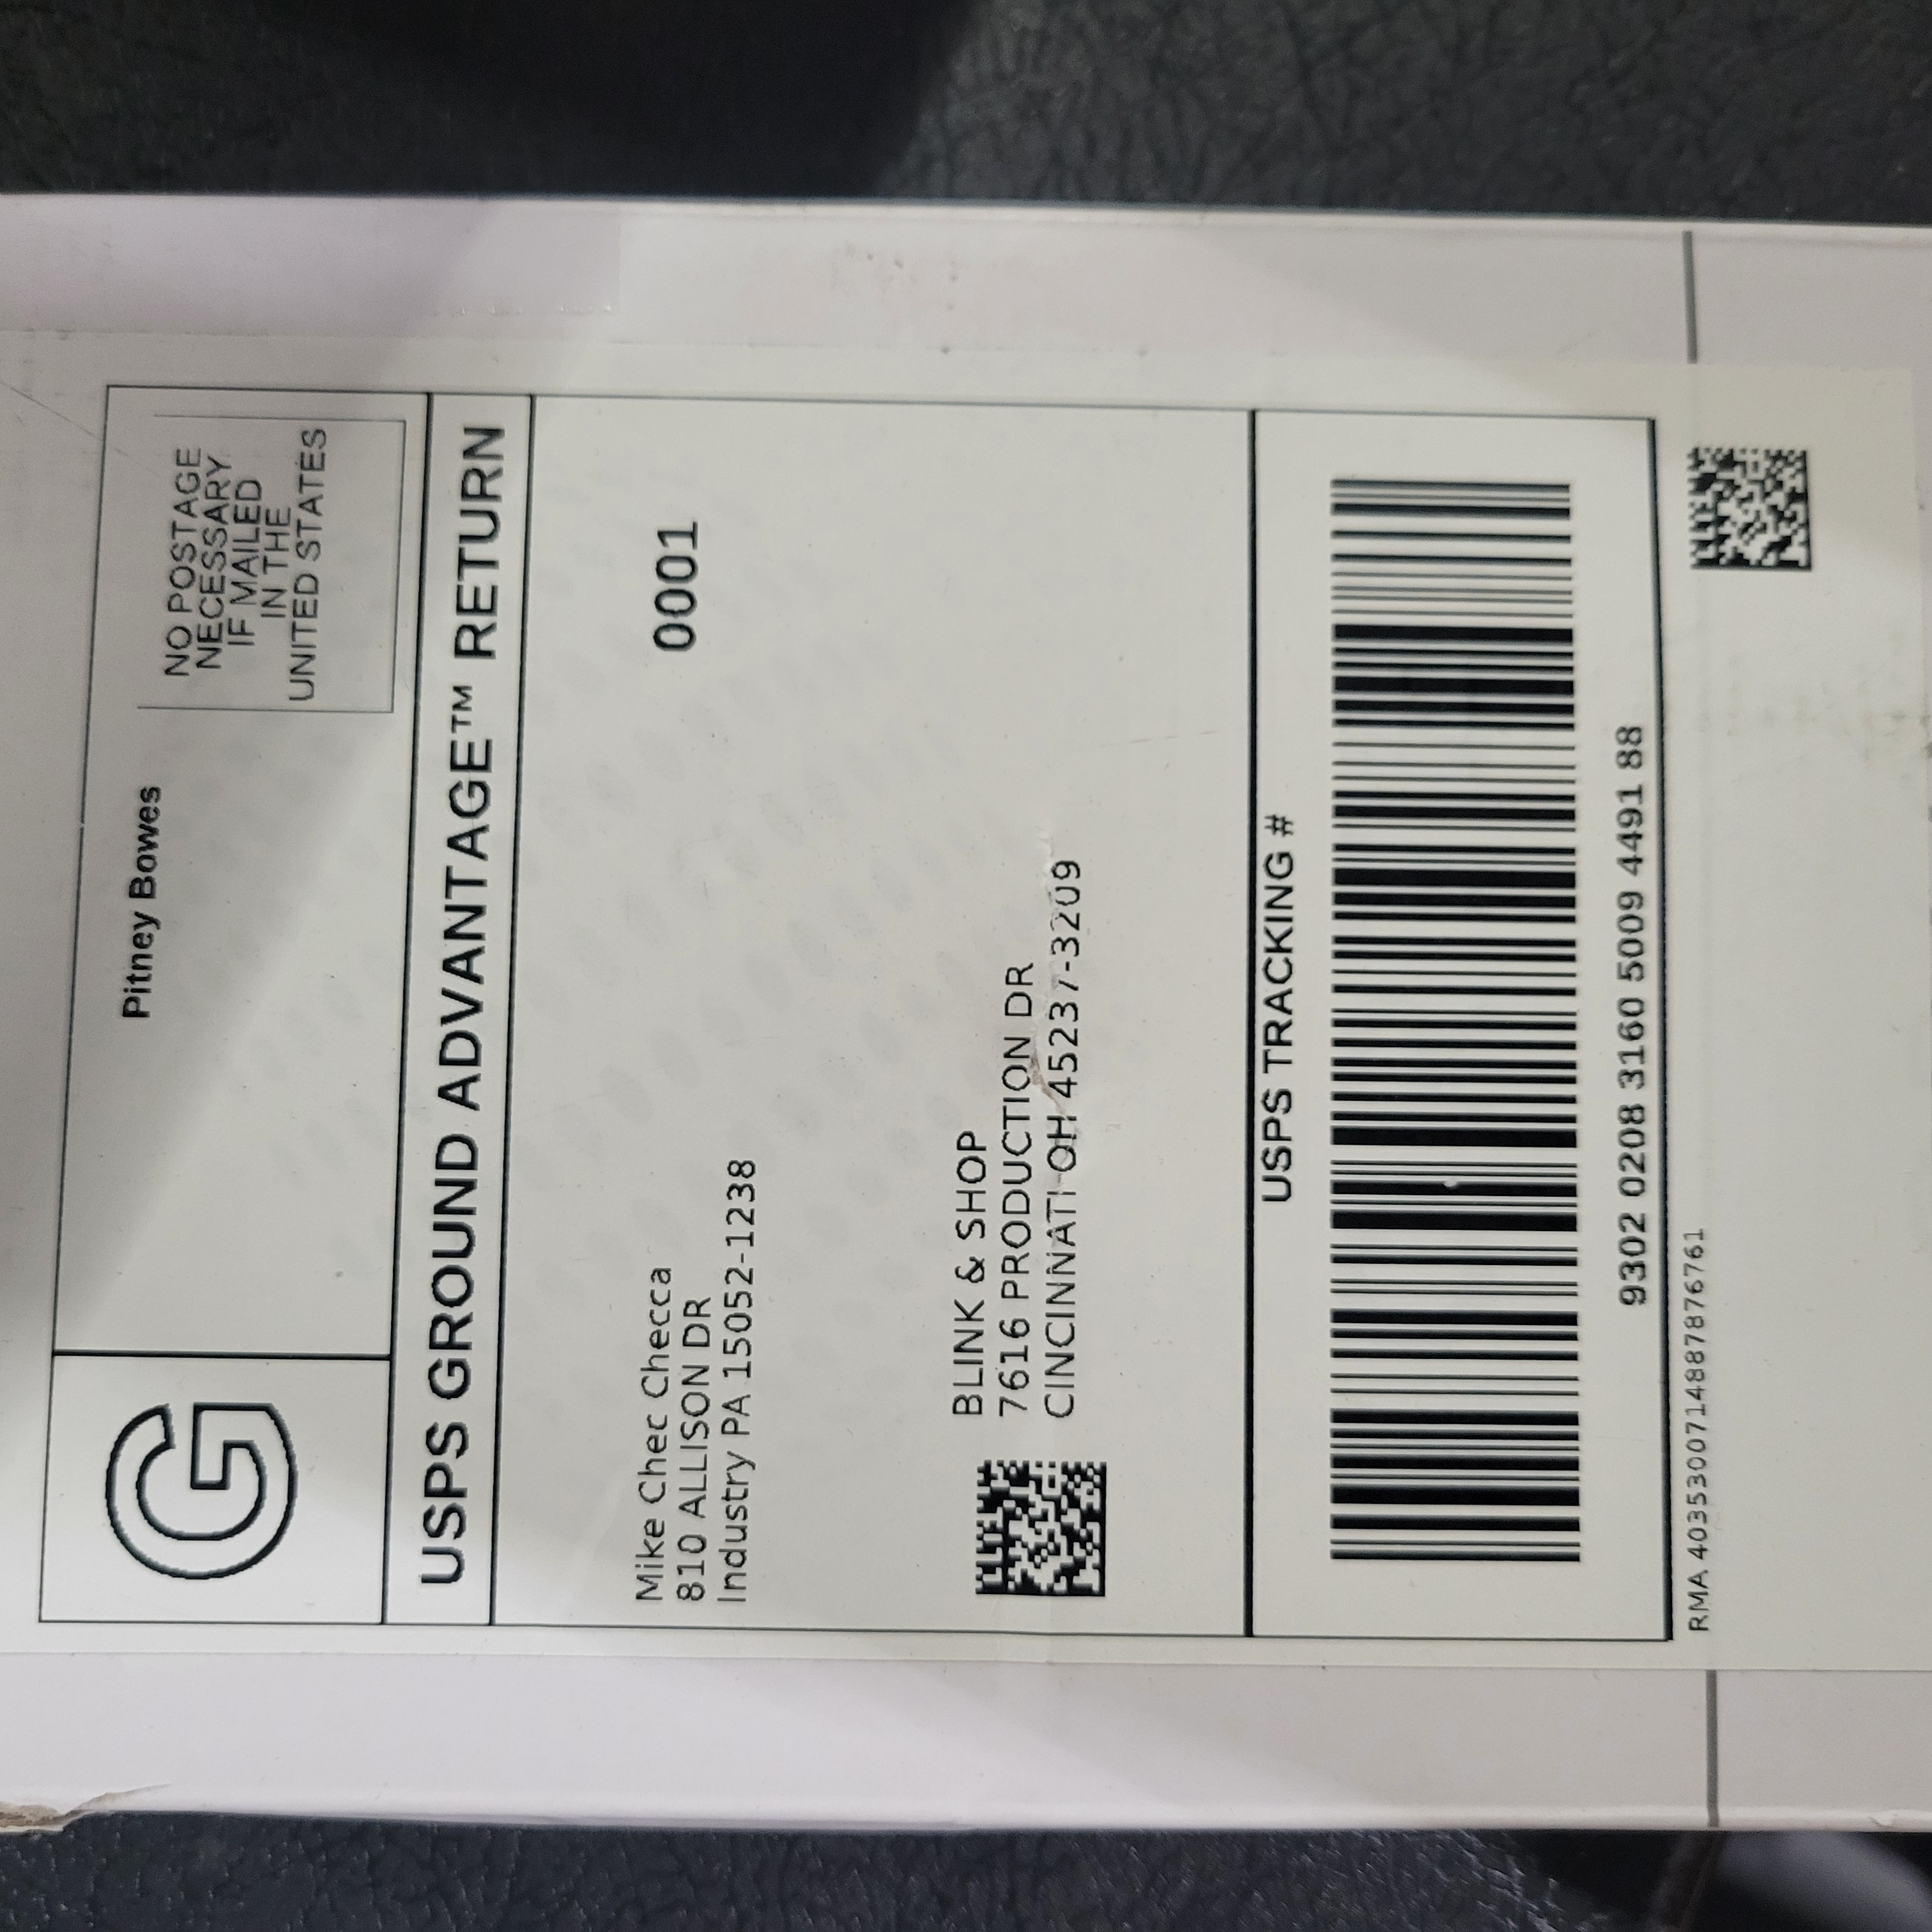 G
Pitney Bowes
NO POSTAGE
NECESSARY
IF MAILED
IN THE
UNITED STATES
USPS GROUND ADVANTAGE™ RETURN
Mike Chec Checca
810 ALLISON DR
Industry PA 15052-1238
0001
BLINK & SHOP
7616 PRODUCTION DR
CINCINNATI OH 45237-3209
USPS TRACKING #
9302 0208 3160 5009 4491 88
RMA 4035300714887876761